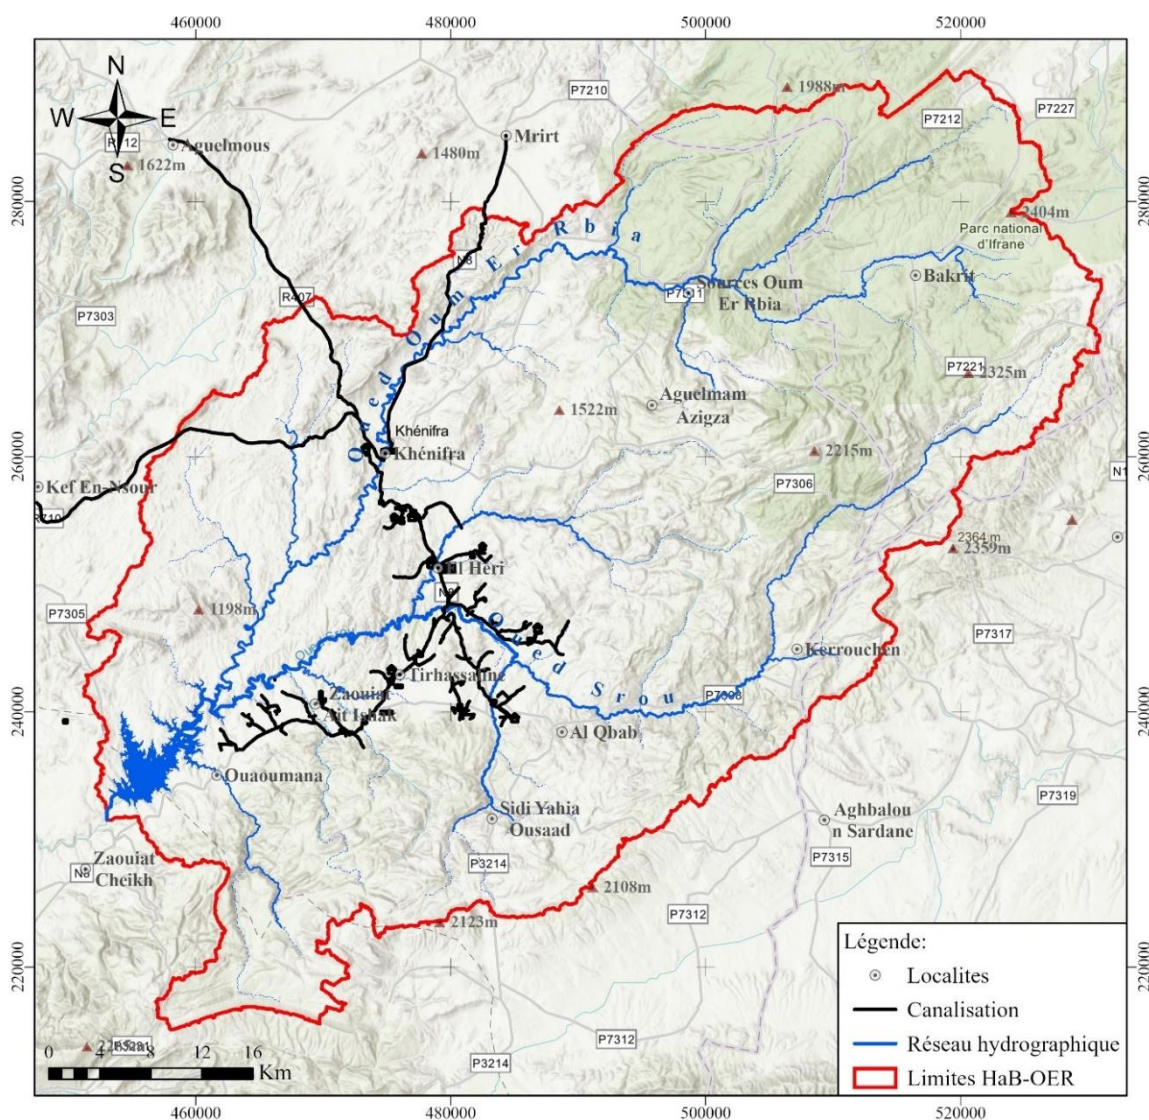 460000
480000
500000
520000
N
W
E
S
1988m
P7210
P7212
P7227
Aguelmous
1622m
1480m
Mrirt
280000
280000
2404m
Parc national
d'Ifrane
Oued Oum Er Rbia
N8
R407
P7303
Sources Oum
Er Rbia
Bakrit
P7221
2325m
Aguelmam
Azigza
1522m
Khénifra
Khénifra
260000
260000
2215m
P7306
N1
Kef En-Nsour
2364 m
2359m
El Heri
P7305
1198m
Oued Srou
P7317
Kerrouchen
Tirhassaline
Zaouiat
Ait Ishak
240000
240000
Al Qbab
Ouaoumana
Sidi Yahia
Ousaad
P7319
Aghbalou
n Sardane
P7315
Zaouiat
Cheikh
P3214
2108m
P7312
2123m
220000
220000
P7312
P3214
0 4 8 12 16
Km
Légende:
Localites
Canalisation
Réseau hydrographique
Limites HaB-OER
460000
480000
500000
520000